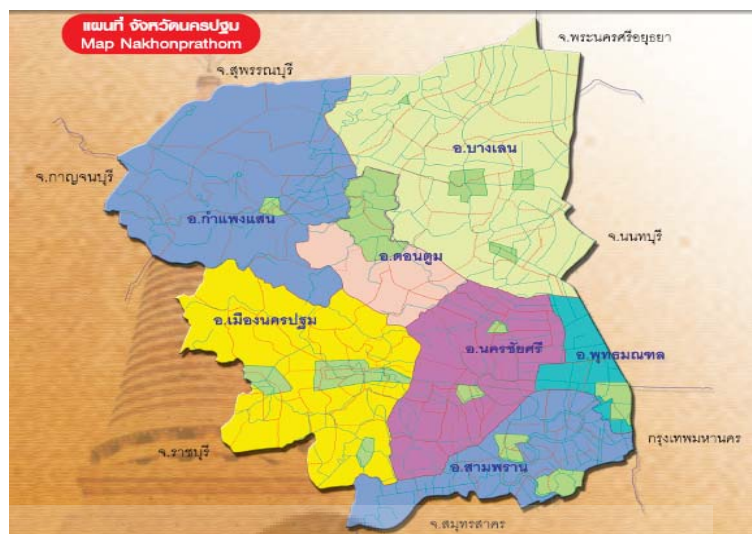 แผนที่ จังหวัดนครปฐม
Map Nakhonprathom
จ.พระนครศรีอยุธยา
จ.สุพรรณบุรี
อ.บางเลน
จ.กาญจนบุรี
อ.กำแพงแสน
จ.นนทบุรี
อ.ดอนตูม
อ.เมืองนครปฐม
อ.นครชัยศรี
อ.พุทธมณฑล
กรุงเทพมหานคร
จ.ราชบุรี
อ.สามพราน
จ.สมุทรสาคร